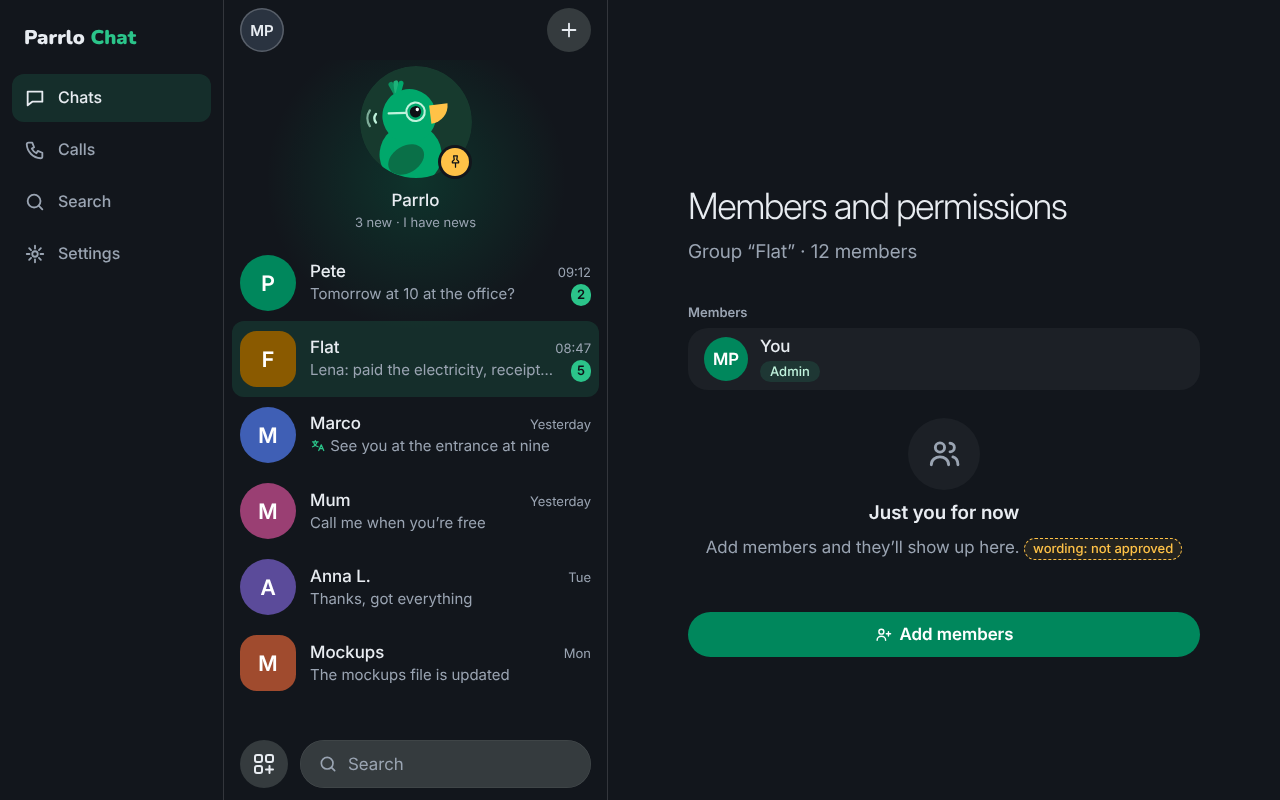 Parrlo Chat
Chats
Calls
Search
Settings
MP
Parrlo
3 new · I have news
P
Pete
09:12
Tomorrow at 10 at the office?
2
F
Flat
08:47
Lena: paid the electricity, receipt…
5
M
Marco
Yesterday
See you at the entrance at nine
M
Mum
Yesterday
Call me when you’re free
A
Anna L.
Tue
Thanks, got everything
M
Mockups
Mon
The mockups file is updated
Search
Members and permissions
Group “Flat” · 12 members
Members
MP
You
Admin
Just you for now
Add members and they’ll show up here. wording: not approved
Add members